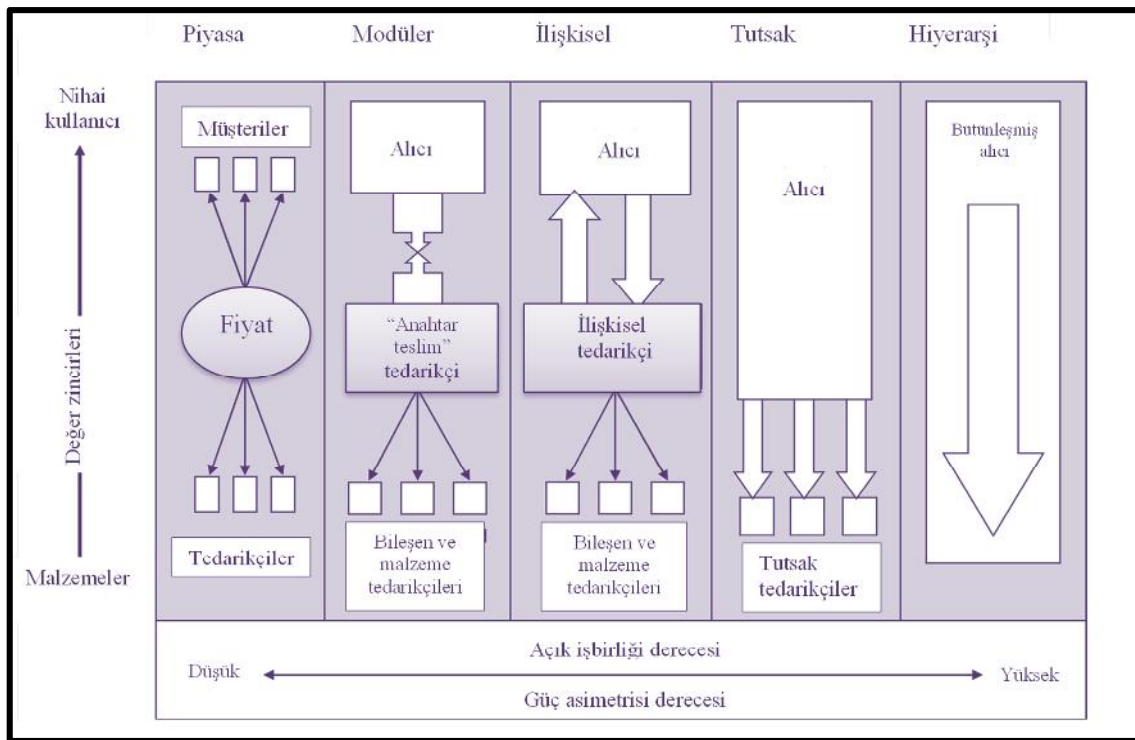 Piyasa
Modüler
İlişkisel
Tutsak
Hiyerarşi
Nihai
kullanıcı
Değer zincirleri
Malzemeler
Müşteriler
Fiyat
Tedarikçiler
Alıcı
“Anahtar
teslim”
tedarikçi
Bileşen ve
malzeme
tedarikçileri
Alıcı
İlişkisel
tedarikçi
Bileşen ve
malzeme
tedarikçileri
Alıcı
Tutsak
tedarikçiler
Bütünleşmiş
alıcı
Açık işbirliği derecesi
Düşük
Yüksek
Güç asimetrisi derecesi